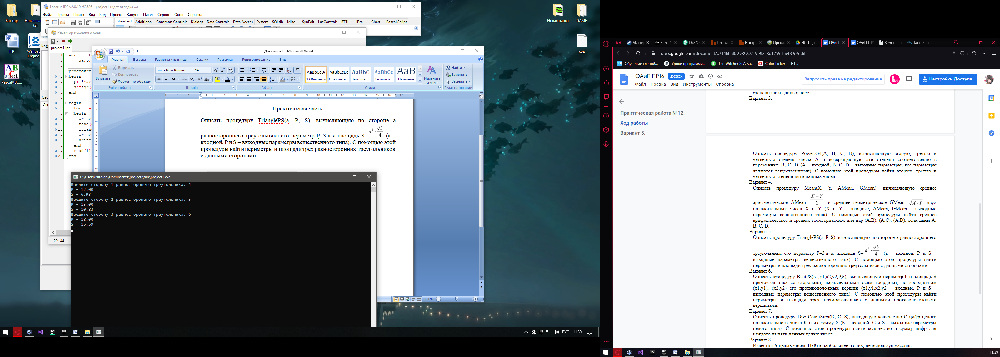 Backup
Новая па
(2)
ПР
Wallpap
Engine
PascalABC...
Lazarus IDE v2.0.10 r63526 - project1 (идёт отладка ...)
Файл Правка Поиск Вид Код Проект Запуск Пакет Сервис Окно Справка
Standard Additional Common Controls Dialogs Data Controls Data Access System SQLdb Misc SynEdit LazControls RTTI IPro Chart Pascal Script
Редактор исходного кода
project1.lpr
1 var i:inte
ga,p,s
procedure
5 begin
p:=3*a;
s:=sqr(a
end;
10 begin
for i:=
begin
write
read(
15 Triang
writel
writel
end;
read(i);
20 end.
20: 44
Документ1 - Microsoft Word
Главная Вставка Разметка страницы Ссылки Рассылки Рецензирование Вид
Вставить
Вырезать
Копировать
Формат по образцу
Буфер обмена
Times New Roman 14
Шрифт
Абзац
AaBbCcDc AaBbCcDc AaBbC AaBbCc AaB
¶ Обычный ¶ Без инте... Заголово... Заголово... Название
Изменить стили
Стили
Найти
Заменить
Выделить
Редактирование
Практическая часть.
Описать процедуру TrianglePS(a, P, S), вычисляющую по стороне a
равностороннего треугольника его периметр P=3·a и площадь S= a² · √3/4 (a –
входной, P и S – выходные параметры вещественного типа). С помощью этой
процедуры найти периметры и площади трех равносторонних треугольников
с данными сторонами.
100%
C:\Users\Nitoich\Documents\projecti\fah\project1.exe
Введите сторону 1 равносторонего треугольника: 4
P = 12.00
S = 6.93
Введите сторону 2 равносторонего треугольника: 5
P = 15.00
S = 10.83
Введите сторону 3 равносторонего треугольника: 6
P = 18.00
S = 15.59
РУС 11:39
Новая папка
GAME
код
Масте Sims 4 The Si Прави Инстр Орски ИСП-4,5 - ОАиП ОАиП ПР Semakin.p Паскаль:
docs.google.com/document/d/14li6hI0sQRQO7-Vi9fzLRqTZWLl5ebQo/edit
Обучение слепой... Уроки программи... The Witcher 2: Assa... Color Picker — HT...
ОАиП ПР16 .DOCX
Файл Правка Вид Инструменты Справка
Запросить права на редактирование
Настройки Доступа
Практическая работа №12.
Ход работы
Вариант 5.
степени пяти данных чисел.
Вариант 3.
Описать процедуру Power234(A, B, C, D), вычисляющую вторую, третью и
четвертую степень числа A и возвращающую эти степени соответственно в
переменные B, C, D (A – входной, B, C, D – выходные параметры; все параметры
являются вещественными). С помощью этой процедуры найти вторую, третью и
четвертую степени пяти данных чисел.
Вариант 4.
Описать процедуру Mean(X, Y, AMean, GMean), вычисляющую среднее
арифметическое AMean= X + Y/2 и среднее геометрическое GMean= √X · Y двух
положительных чисел X и Y (X и Y – входные, AMean, GMean – выходные
параметры вещественного типа). С помощью этой процедуры найти среднее
арифметическое и среднее геометрическое для пар (A,B), (A,C), (A,D), если даны A,
B, C, D.
Вариант 5.
Описать процедуру TrianglePS(a, P, S), вычисляющую по стороне a равностороннего
треугольника его периметр P=3·a и площадь S= a² · √3/4 (a – входной, P и S –
выходные параметры вещественного типа). С помощью этой процедуры найти
периметры и площади трех равносторонних треугольников с данными сторонами.
Вариант 6.
Описать процедуру RectPS(x1,y1,x2,y2,P,S), вычисляющую периметр P и площадь S
прямоугольника со сторонами, параллельными осям координат, по координатам
(x1,y1), (x2,y2) его противоположных вершин (x1,y1,x2,y2 – входные, P и S –
выходные параметры вещественного типа). С помощью этой процедуры найти
периметры и площади трех прямоугольников с данными противоположными
вершинами.
Вариант 7.
Описать процедуру DigitCountSum(K, C, S), находящую количество C цифр целого
положительного числа K и их сумму S (K – входной, C и S – выходные параметры
целого типа). С помощью этой процедуры найти количество и сумму цифр для
каждого из пяти данных целых чисел.
Вариант 8.
Известны 9 целых чисел. Найти наибольшее из них, не используя массивы.
11:39